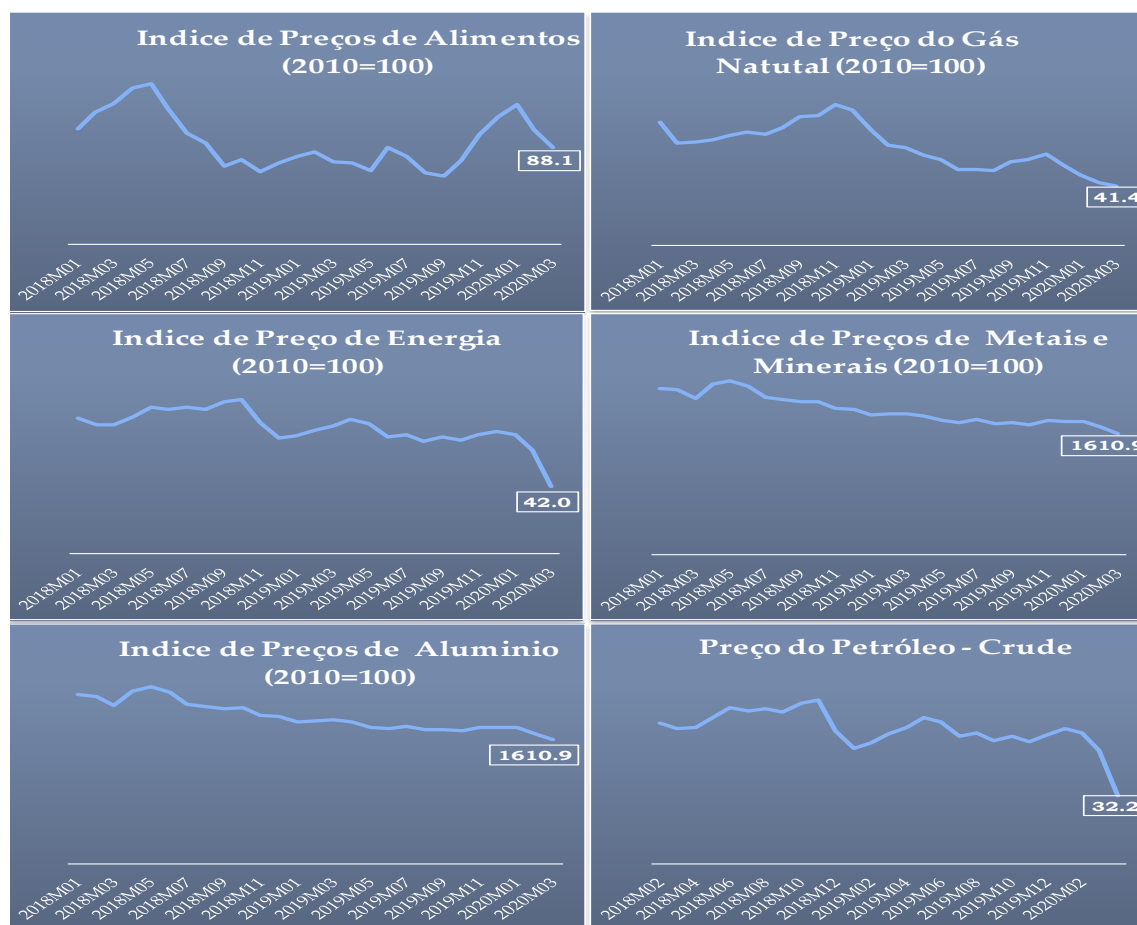 Indice de Preços de Alimentos
(2010=100)
88.1
2018M01
2018M03
2018M05
2018M07
2018M09
2018M11
2019M01
2019M03
2019M05
2019M07
2019M09
2019M11
2020M01
2020M03
Indice de Preço do Gás
Natutal (2010=100)
41.4
2018M01
2018M03
2018M05
2018M07
2018M09
2018M11
2019M01
2019M03
2019M05
2019M07
2019M09
2019M11
2020M01
2020M03
Indice de Preço de Energia
(2010=100)
42.0
2018M01
2018M03
2018M05
2018M07
2018M09
2018M11
2019M01
2019M03
2019M05
2019M07
2019M09
2019M11
2020M01
2020M03
Indice de Preços de Metais e
Minerais (2010=100)
1610.9
2018M01
2018M03
2018M05
2018M07
2018M09
2018M11
2019M01
2019M03
2019M05
2019M07
2019M09
2019M11
2020M01
2020M03
Indice de Preços de Aluminio
(2010=100)
1610.9
2018M01
2018M03
2018M05
2018M07
2018M09
2018M11
2019M01
2019M03
2019M05
2019M07
2019M09
2019M11
2020M01
2020M03
Preço do Petróleo - Crude
32.2
2018M02
2018M04
2018M06
2018M08
2018M10
2018M12
2019M02
2019M04
2019M06
2019M08
2019M10
2019M12
2020M02